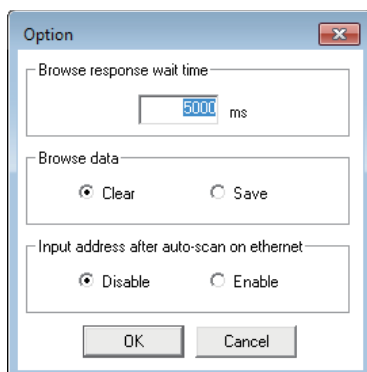 Option
Browse response wait time
5000 ms
Browse data
Clear Save
Input address after auto-scan on ethernet
Disable Enable
OK Cancel